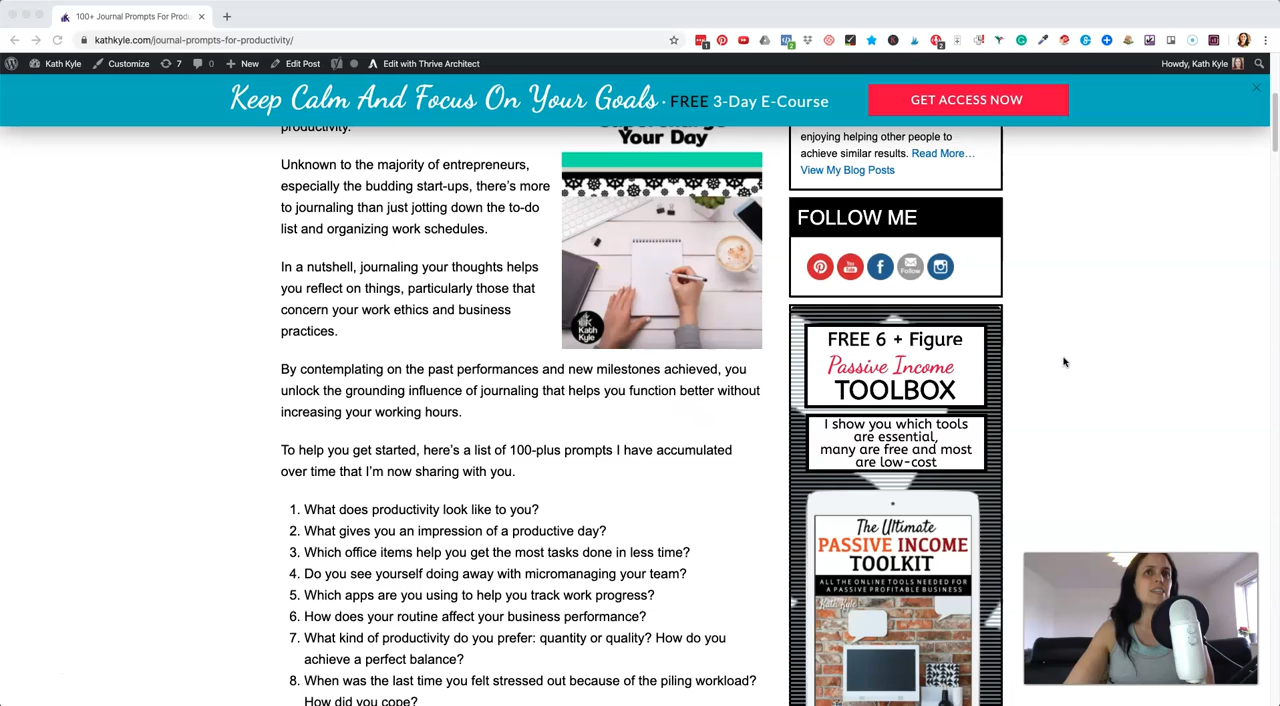 100+ Journal Prompts For Produ
kathkyle.com/journal-prompts-for-productivity/
Kath Kyle
Customize
7
0
New
Edit Post
Edit with Thrive Architect
Howdy, Kath Kyle
Keep Calm And Focus On Your Goals · FREE 3-Day E-Course
GET ACCESS NOW
productivity.
Unknown to the majority of entrepreneurs,
especially the budding start-ups, there's more
to journaling than just jotting down the to-do
list and organizing work schedules.
In a nutshell, journaling your thoughts helps
you reflect on things, particularly those that
concern your work ethics and business
practices.
Your Day
Kath
Kyle
By contemplating on the past performances and new milestones achieved, you
unlock the grounding influence of journaling that helps you function better without
increasing your working hours.
To help you get started, here's a list of 100-plus prompts I have accumulated
over time that I'm now sharing with you.
1. What does productivity look like to you?
2. What gives you an impression of a productive day?
3. Which office items help you get the most tasks done in less time?
4. Do you see yourself doing away with micromanaging your team?
5. Which apps are you using to help you track work progress?
6. How does your routine affect your business performance?
7. What kind of productivity do you prefer: quantity or quality? How do you
achieve a perfect balance?
8. When was the last time you felt stressed out because of the piling workload?
How did you cope?
enjoying helping other people to
achieve similar results. Read More…
View My Blog Posts
FOLLOW ME
You
Tube
Follow
FREE 6 + Figure
Passive Income
TOOLBOX
I show you which tools
are essential,
many are free and most
are low-cost
The Ultimate
PASSIVE INCOME
TOOLKIT
ALL THE ONLINE TOOLS NEEDED FOR
A PASSIVE PROFITABLE BUSINESS
Kath Kyle